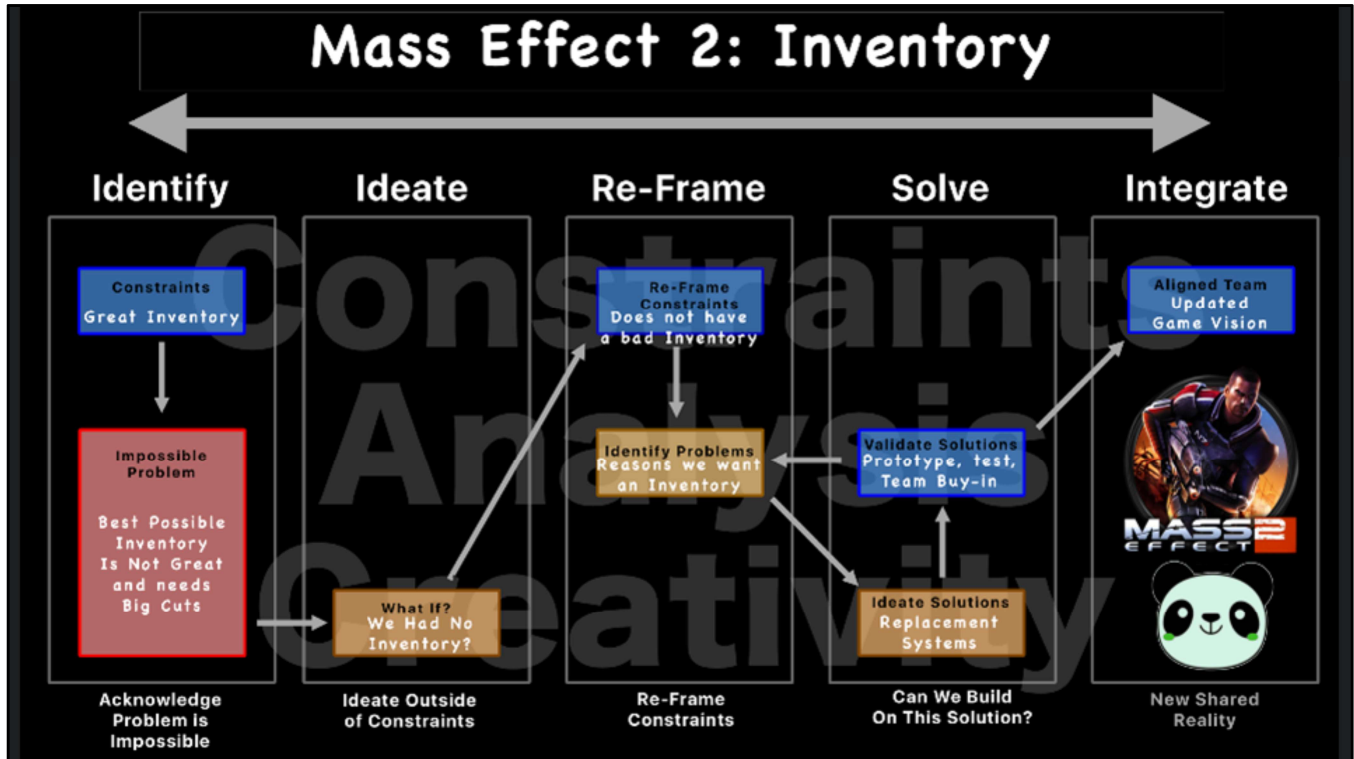 Mass Effect 2: Inventory
Identify
Ideate
Re-Frame
Solve
Integrate
Constraints
Analysis
Creativity
Constraints
Great Inventory
Impossible
Problem
Best Possible
Inventory
Is Not Great
and needs
Big Cuts
Acknowledge
Problem is
Impossible
What If?
We Had No
Inventory?
Ideate Outside
of Constraints
Re-Frame
Constraints
Does not have
a bad Inventory
Identify Problems
Reasons we want
an Inventory
Re-Frame
Constraints
Validate Solutions
Prototype, test,
Team Buy-in
Ideate Solutions
Replacement
Systems
Can We Build
On This Solution?
Aligned Team
Updated
Game Vision
MASS 2
EFFECT
New Shared
Reality